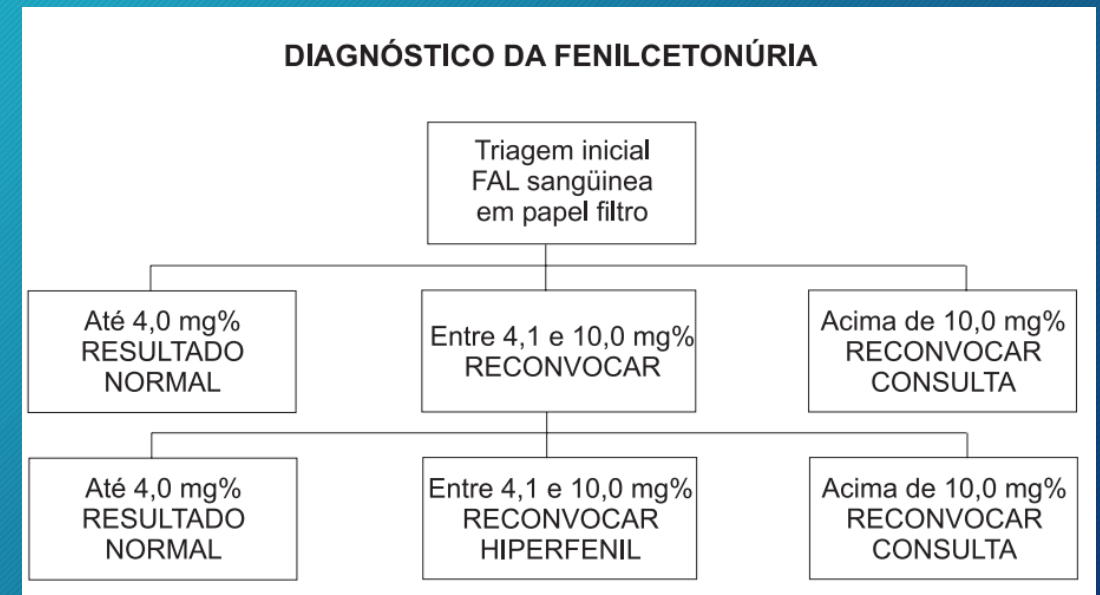 DIAGNÓSTICO DA FENILCETONÚRIA
Triagem inicial
FAL sangüinea
em papel filtro
Até 4,0 mg%
RESULTADO
NORMAL
Entre 4,1 e 10,0 mg%
RECONVOCAR
Acima de 10,0 mg%
RECONVOCAR
CONSULTA
Até 4,0 mg%
RESULTADO
NORMAL
Entre 4,1 e 10,0 mg%
RECONVOCAR
HIPERFENIL
Acima de 10,0 mg%
RECONVOCAR
CONSULTA